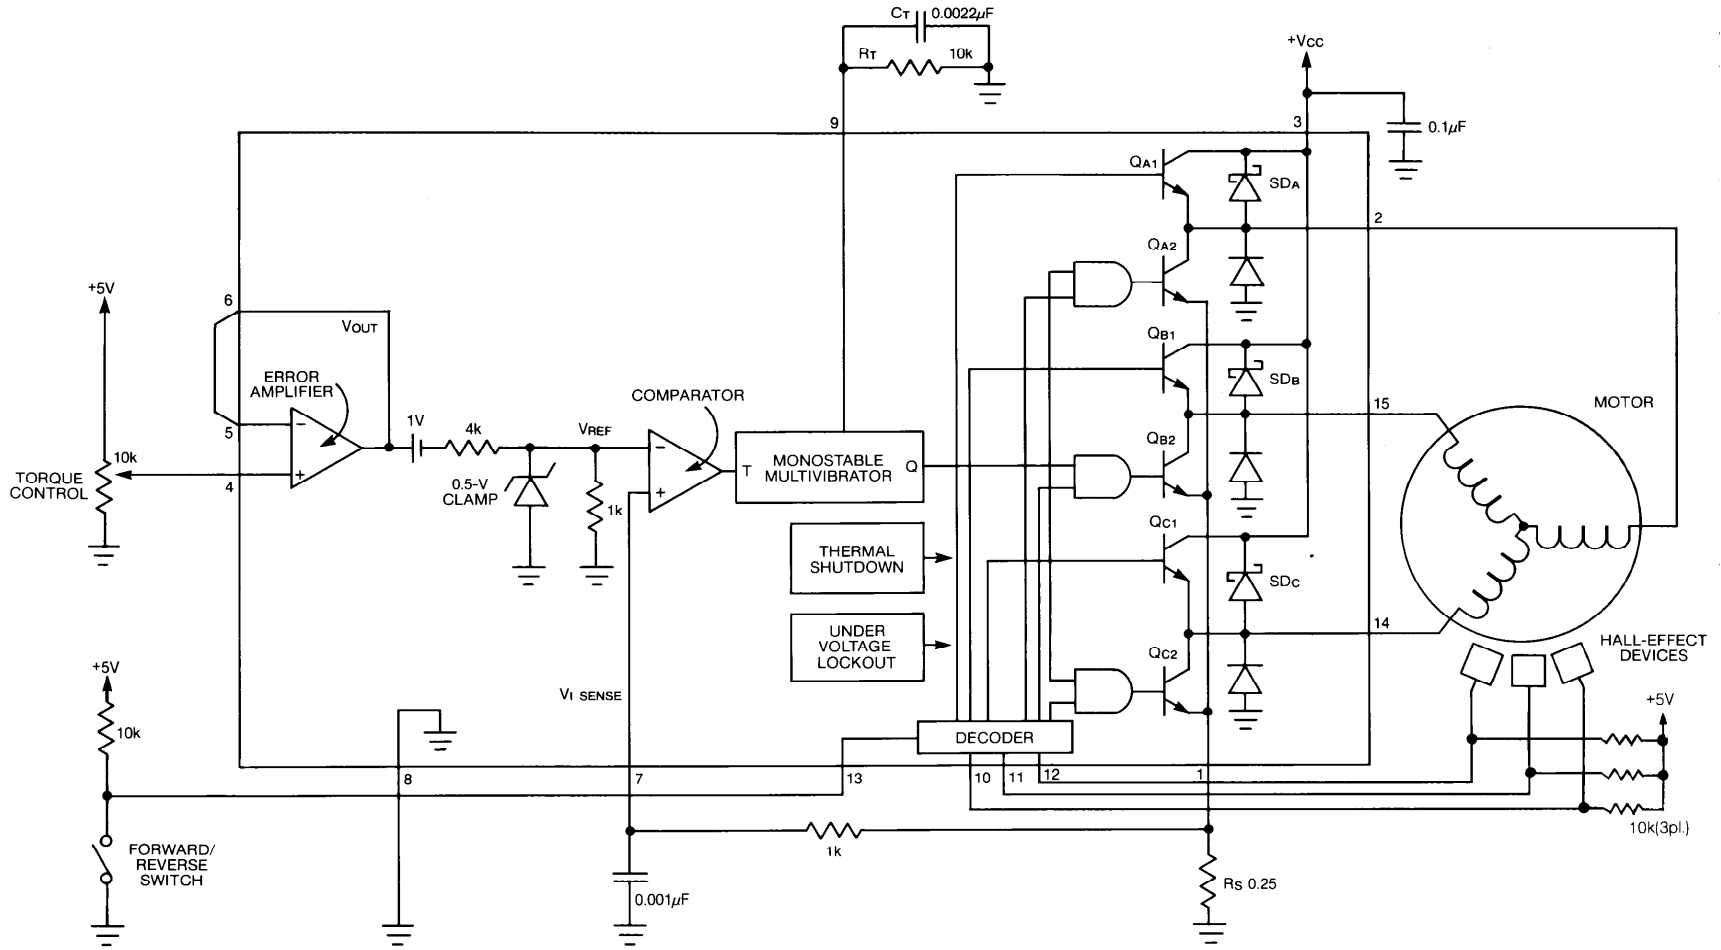 CT 0.0022μF
RT 10k
+VCC
9
3
0.1μF
QA1
SDA
2
QA2
+5V
6
VOUT
ERROR
AMPLIFIER
5
10k
TORQUE
CONTROL
4
1V
4k
0.5-V
CLAMP
VREF
1k
COMPARATOR
T
MONOSTABLE
MULTIVIBRATOR
Q
QB1
SDB
15
QB2
MOTOR
THERMAL
SHUTDOWN
QC1
SDC
14
QC2
UNDER
VOLTAGE
LOCKOUT
HALL-EFFECT
DEVICES
+5V
VI SENSE
DECODER
+5V
10k
8
7
13
10
11
12
1
10k(3pl.)
1k
FORWARD/
REVERSE
SWITCH
0.001μF
RS 0.25